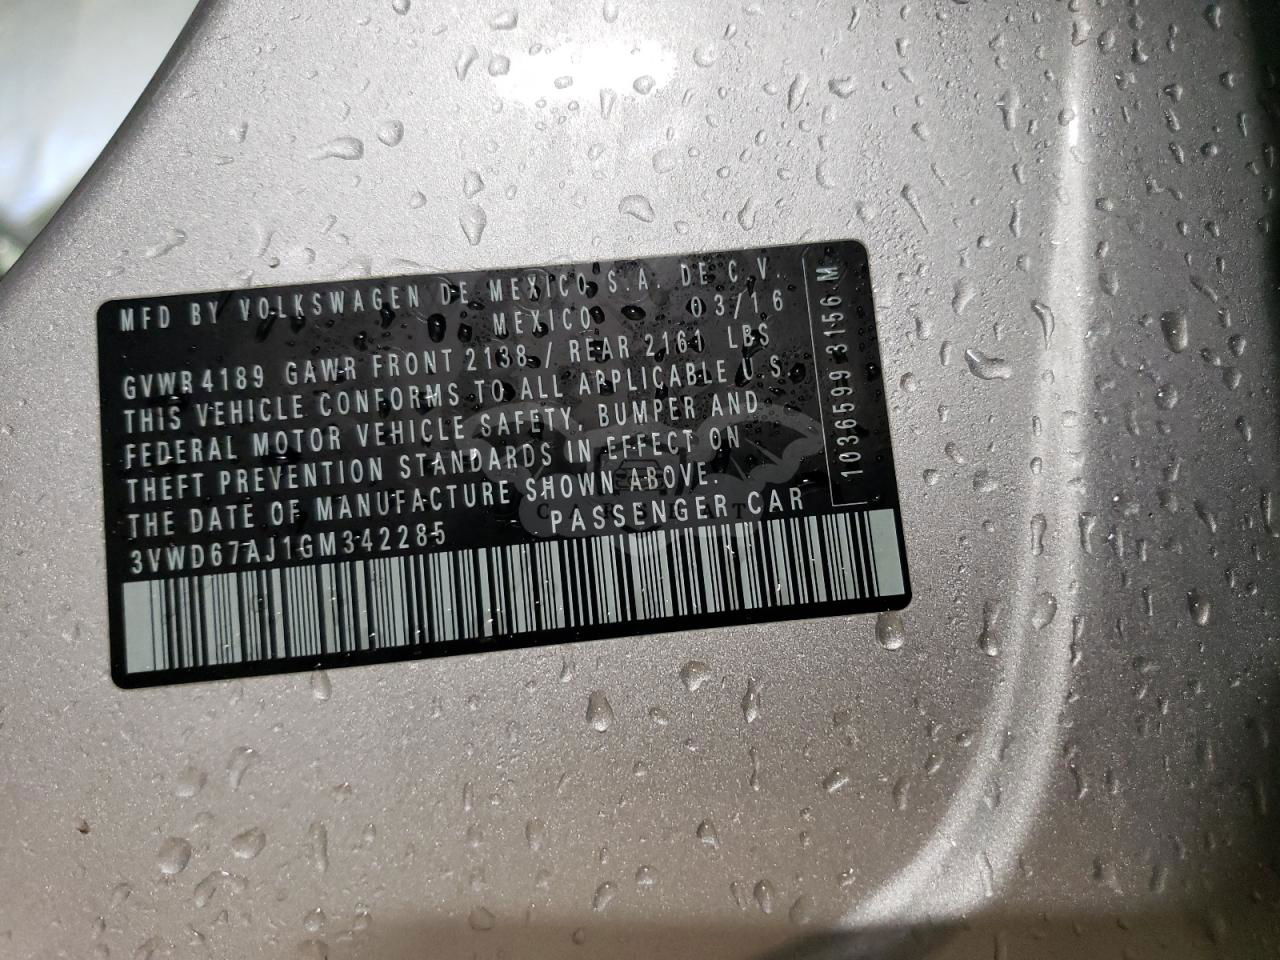 MFD BY VOLKSWAGEN DE MEXICO S.A. DE C.V.
MEXICO 03/16
GVWR 4189 GAWR FRONT 2138 / REAR 2161 LBS
THIS VEHICLE CONFORMS TO ALL APPLICABLE U.S.
FEDERAL MOTOR VEHICLE SAFETY, BUMPER AND
THEFT PREVENTION STANDARDS IN EFFECT ON
THE DATE OF MANUFACTURE SHOWN ABOVE.
3VWD67AJ1GM342285 PASSENGER CAR
1036599 3156 M